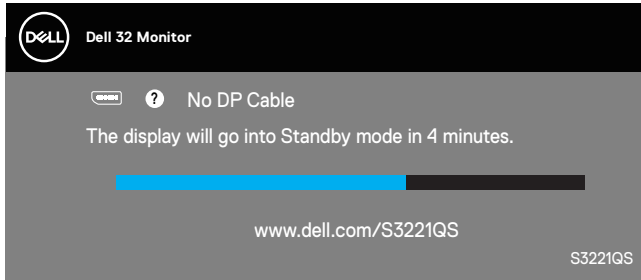 DELL
Dell 32 Monitor
? No DP Cable
The display will go into Standby mode in 4 minutes.
www.dell.com/S3221QS
S3221QS